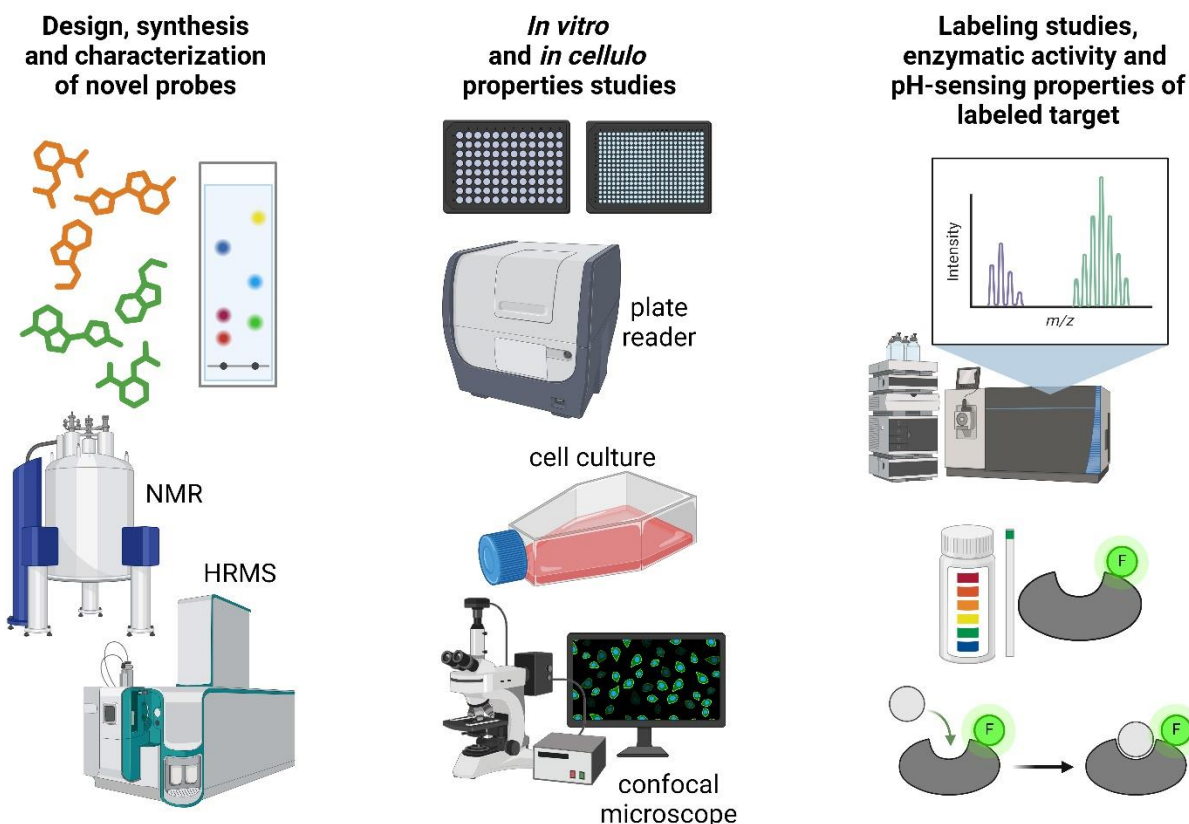 Design, synthesis
and characterization
of novel probes
NMR
HRMS
In vitro
and in cellulo
properties studies
plate
reader
cell culture
confocal
microscope
Labeling studies,
enzymatic activity and
pH-sensing properties of
labeled target
Intensity
m/z
F
F
F